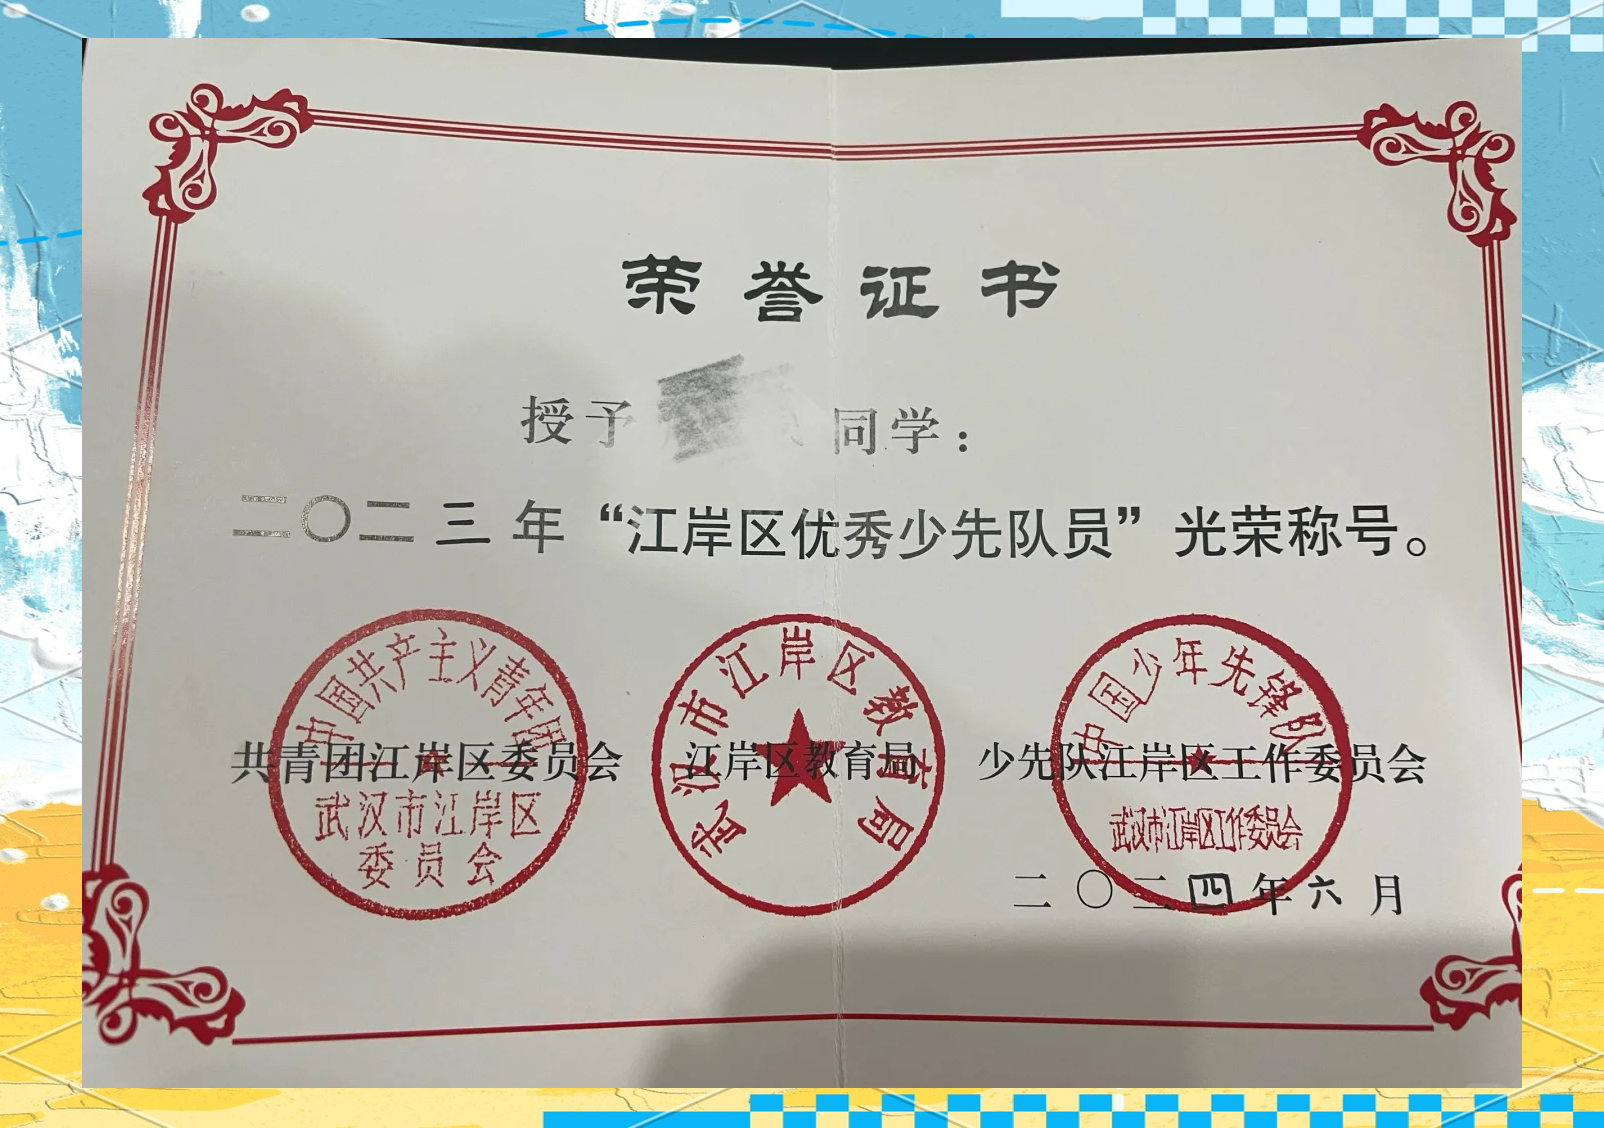 荣誉证书
授予 同学：
二〇二三年“江岸区优秀少先队员”光荣称号。
共青团江岸区委员会 江岸区教育局 少先队江岸区工作委员会
二〇二四年六月
中国共产主义青年团
武汉市江岸区
委员会
武汉市江岸区教育局
中国少年先锋队
武汉市江岸区工作委员会